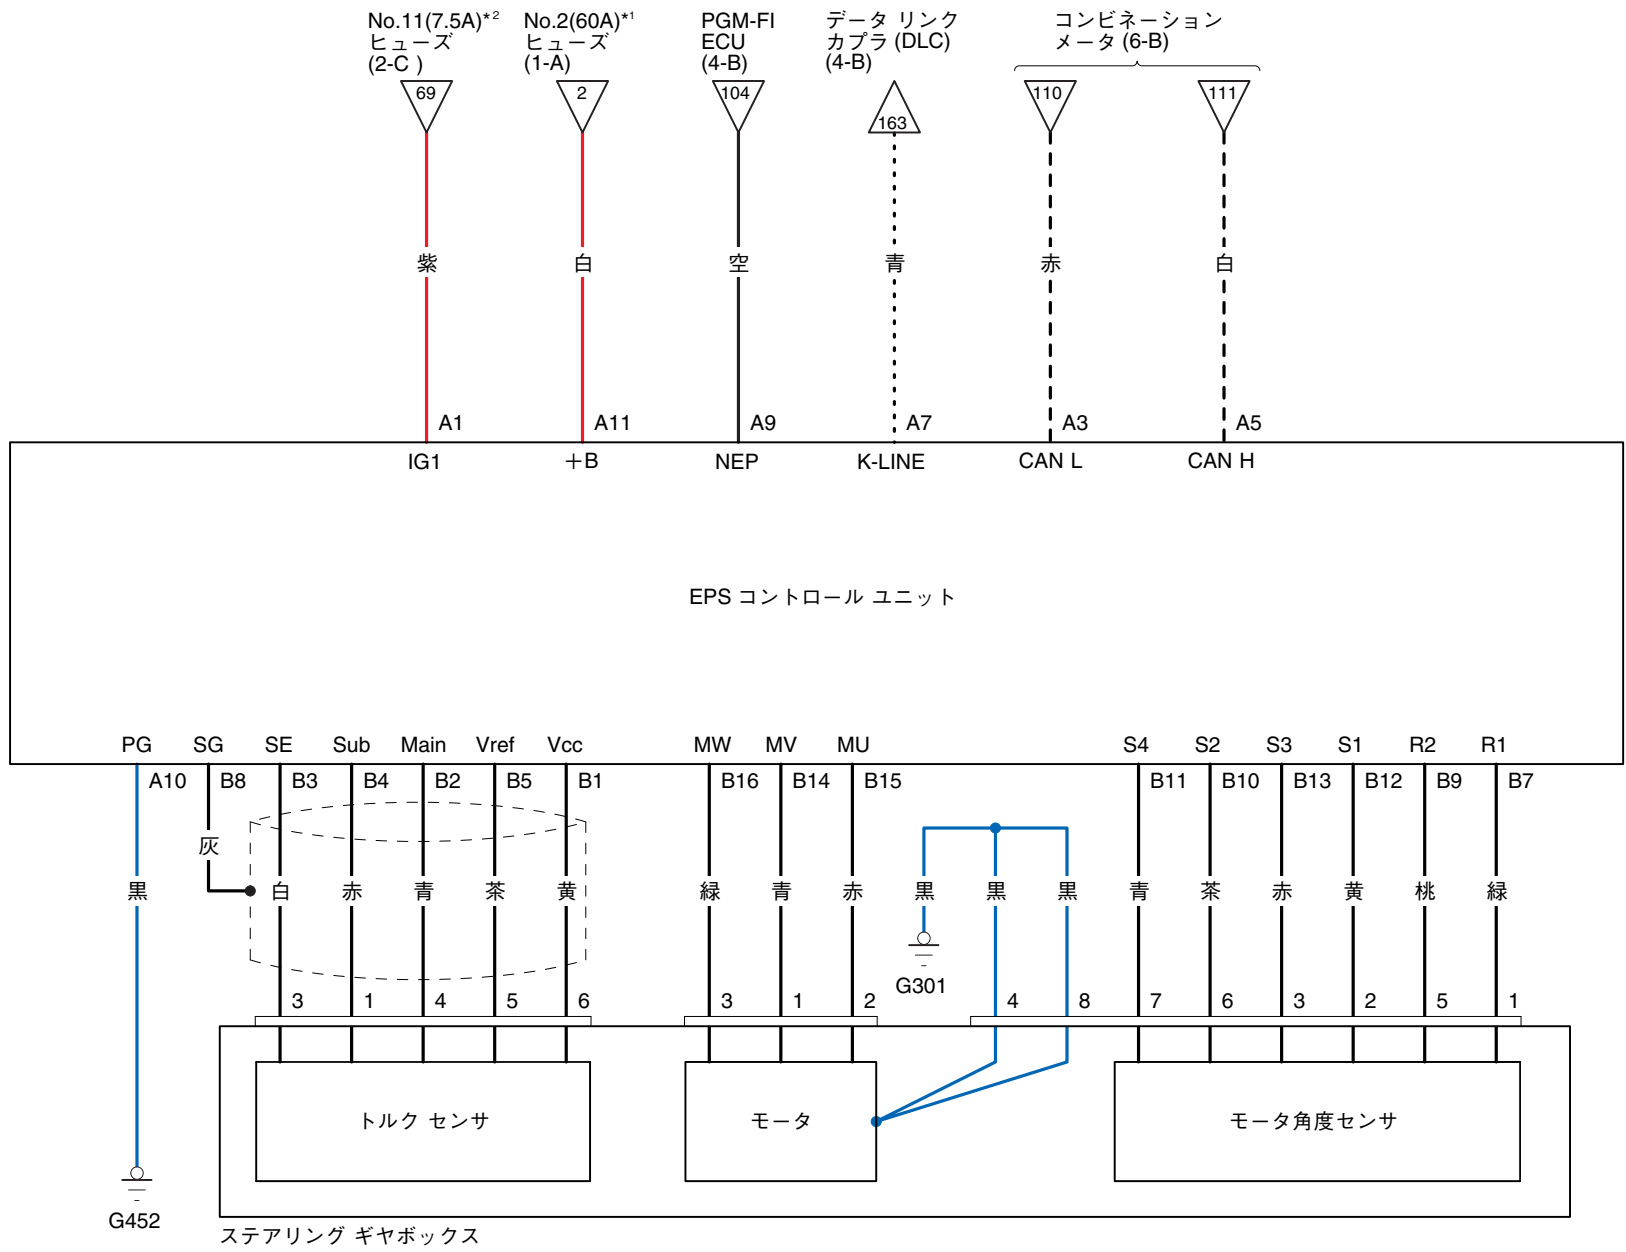 No.11(7.5A)*2
ヒューズ
(2-C )
No.2(60A)*1
ヒューズ
(1-A)
PGM-FI
ECU
(4-B)
データ リンク
カプラ (DLC)
(4-B)
コンビネーション
メータ (6-B)
69
2
104
163
110
111
紫
白
空
青
赤
白
A1
A11
A9
A7
A3
A5
IG1
+B
NEP
K-LINE
CAN L
CAN H
EPS コントロール ユニット
PG
SG
SE
Sub
Main
Vref
Vcc
MW
MV
MU
S4
S2
S3
S1
R2
R1
A10
B8
B3
B4
B2
B5
B1
B16
B14
B15
B11
B10
B13
B12
B9
B7
灰
黒
白
赤
青
茶
黄
緑
青
赤
黒
黒
黒
青
茶
赤
黄
桃
緑
G301
3
1
4
5
6
3
1
2
4
8
7
6
3
2
5
1
トルク センサ
モータ
モータ角度センサ
G452
ステアリング ギヤボックス